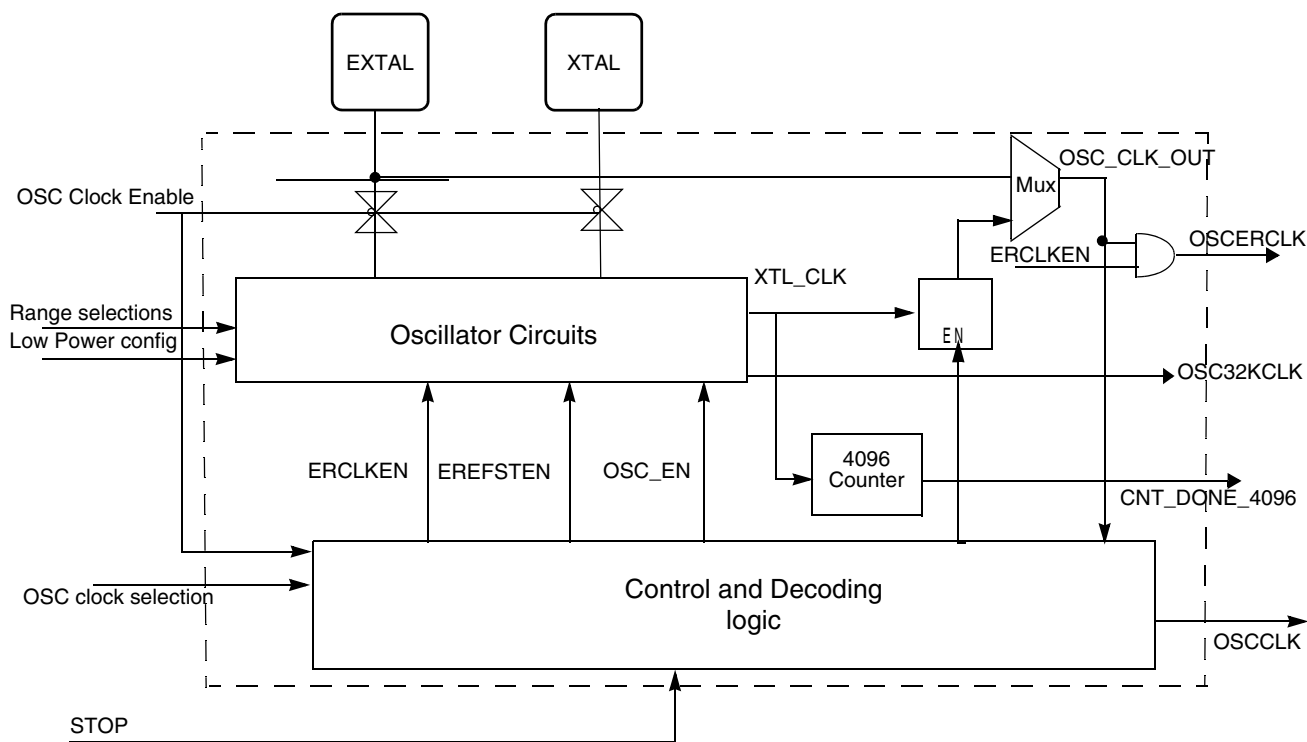 EXTAL
XTAL
OSC_CLK_OUT
Mux
OSC Clock Enable
ERCLKEN
OSCERCLK
XTL_CLK
Range selections
Low Power config
Oscillator Circuits
EN
OSC32KCLK
ERCLKEN
EREFSTEN
OSC_EN
4096
Counter
CNT_DONE_4096
Control and Decoding
logic
OSC clock selection
OSCCLK
STOP